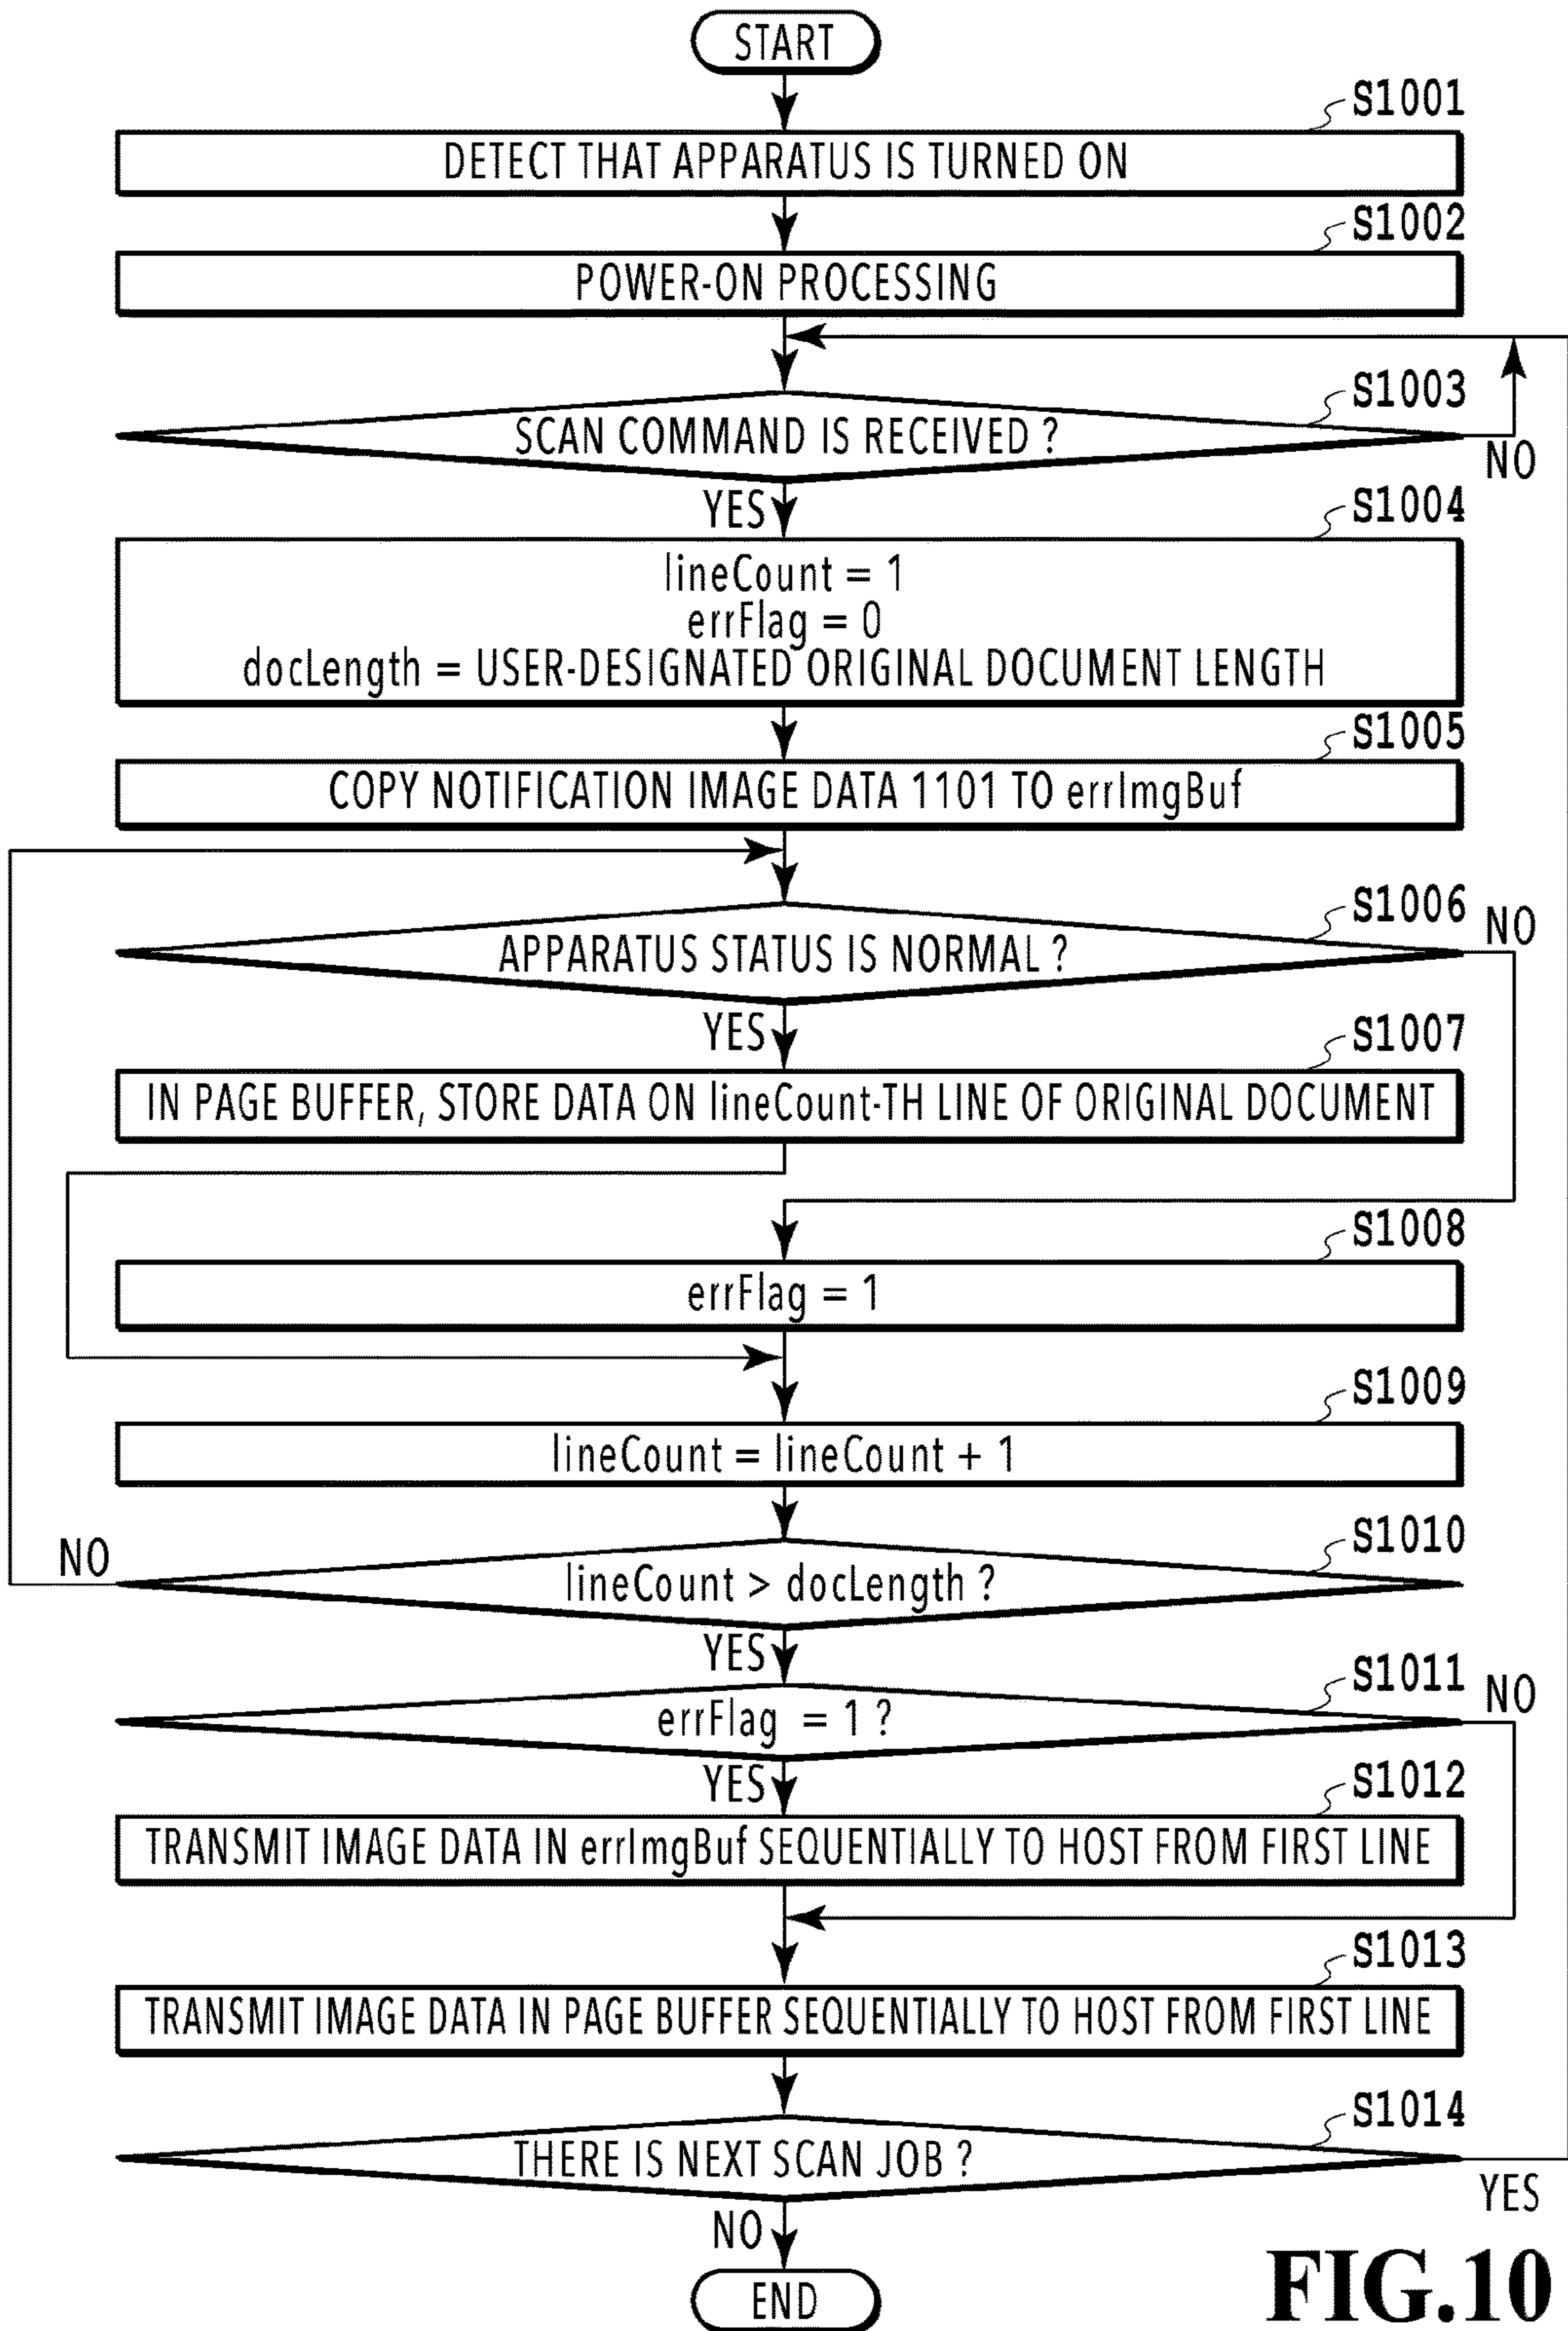 START
S1001
DETECT THAT APPARATUS IS TURNED ON
S1002
POWER-ON PROCESSING
S1003
SCAN COMMAND IS RECEIVED ?
NO
YES
S1004
lineCount = 1
errFlag = 0
docLength = USER-DESIGNATED ORIGINAL DOCUMENT LENGTH
S1005
COPY NOTIFICATION IMAGE DATA 1101 TO errImgBuf
S1006
NO
APPARATUS STATUS IS NORMAL ?
YES
S1007
IN PAGE BUFFER, STORE DATA ON lineCount-TH LINE OF ORIGINAL DOCUMENT
S1008
errFlag = 1
S1009
lineCount = lineCount + 1
S1010
NO
lineCount > docLength ?
YES
S1011
NO
errFlag = 1 ?
YES
S1012
TRANSMIT IMAGE DATA IN errImgBuf SEQUENTIALLY TO HOST FROM FIRST LINE
S1013
TRANSMIT IMAGE DATA IN PAGE BUFFER SEQUENTIALLY TO HOST FROM FIRST LINE
S1014
THERE IS NEXT SCAN JOB ?
YES
NO
END
FIG.10